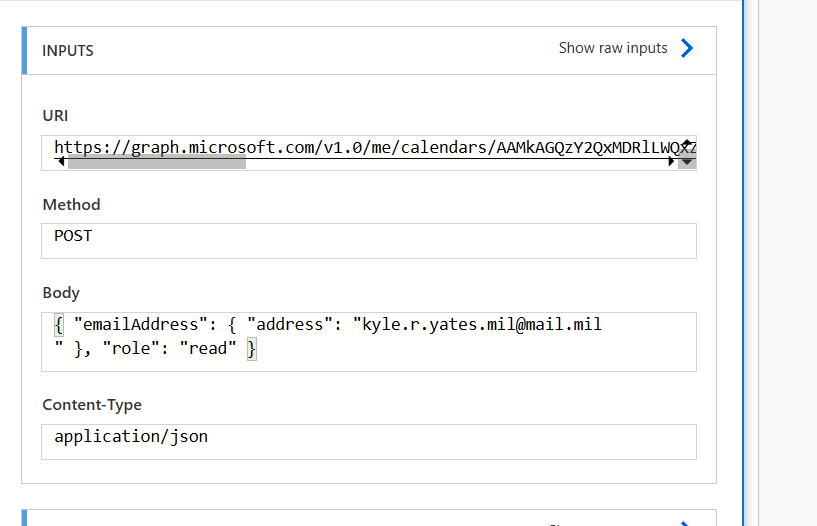 INPUTS
Show raw inputs
URI
https://graph.microsoft.com/v1.0/me/calendars/AAMkAGQzY2QxMDRlLWQxZ
Method
POST
Body
{ "emailAddress": { "address": "kyle.r.yates.mil@mail.mil
" }, "role": "read" }
Content-Type
application/json